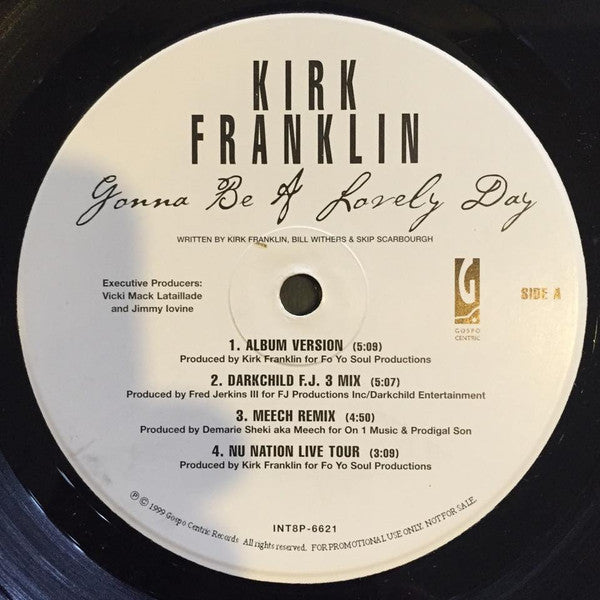 KIRK
FRANKLIN
Gonna Be A Lovely Day
WRITTEN BY KIRK FRANKLIN, BILL WITHERS & SKIP SCARBOURGH
Executive Producers:
Vicki Mack Lataillade
and Jimmy Iovine
G
GOSPO
CENTRIC
SIDE A
1. ALBUM VERSION (5:09)
Produced by Kirk Franklin for Fo Yo Soul Productions
2. DARKCHILD F.J. 3 MIX (5:07)
Produced by Fred Jerkins III for FJ Productions Inc/Darkchild Entertainment
3. MEECH REMIX (4:50)
Produced by Demarie Sheki aka Meech for On 1 Music & Prodigal Son
4. NU NATION LIVE TOUR (3:09)
Produced by Kirk Franklin for Fo Yo Soul Productions
INT8P-6621
℗ © 1999 Gospo Centric Records All rights reserved. FOR PROMOTIONAL USE ONLY. NOT FOR SALE.